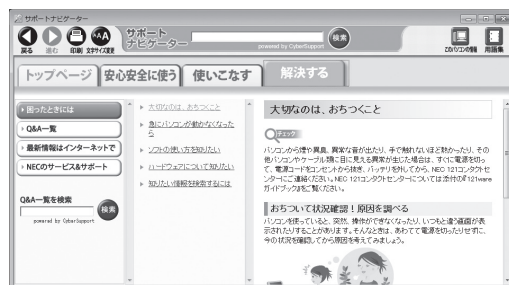 サポートナビゲーター
戻る 進む 印刷 文字サイズ変更
サポート
ナビゲーター
powered by CyberSupport
検索
このパソコンの情報 用語集
トップページ 安心安全に使う 使いこなす 解決する
困ったときには
Q&A一覧
最新情報はインターネットで
NECのサービス&サポート
Q&A一覧を検索
検索
powered by CyberSupport
大切なのは、おちつくこと
急にパソコンが動かなくなった
ら
ソフトの使い方を知りたい
ハードウェアについて知りたい
知りたい情報を検索するには
大切なのは、おちつくこと
チェック
パソコンから煙や異臭、異常な音が出たり、手で触れないほど熱かったり、その
他パソコンやケーブル類に目に見える異常が生じた場合は、すぐに電源を切っ
て、電源コードをコンセントから抜き、バッテリを外してから、NEC 121コンタクトセ
ンターにご連絡ください。NEC 121コンタクトセンターについては添付の『121ware
ガイドブック』をご覧ください。
おちついて状況確認！原因を調べる
パソコンを使っていると、突然、操作ができなくなったり、いつもと違う画面が表
示されたりすることがあります。そんなときは、あわてて電源を切ったりせずに、
今の状況を確認してから原因を考えてみましょう。